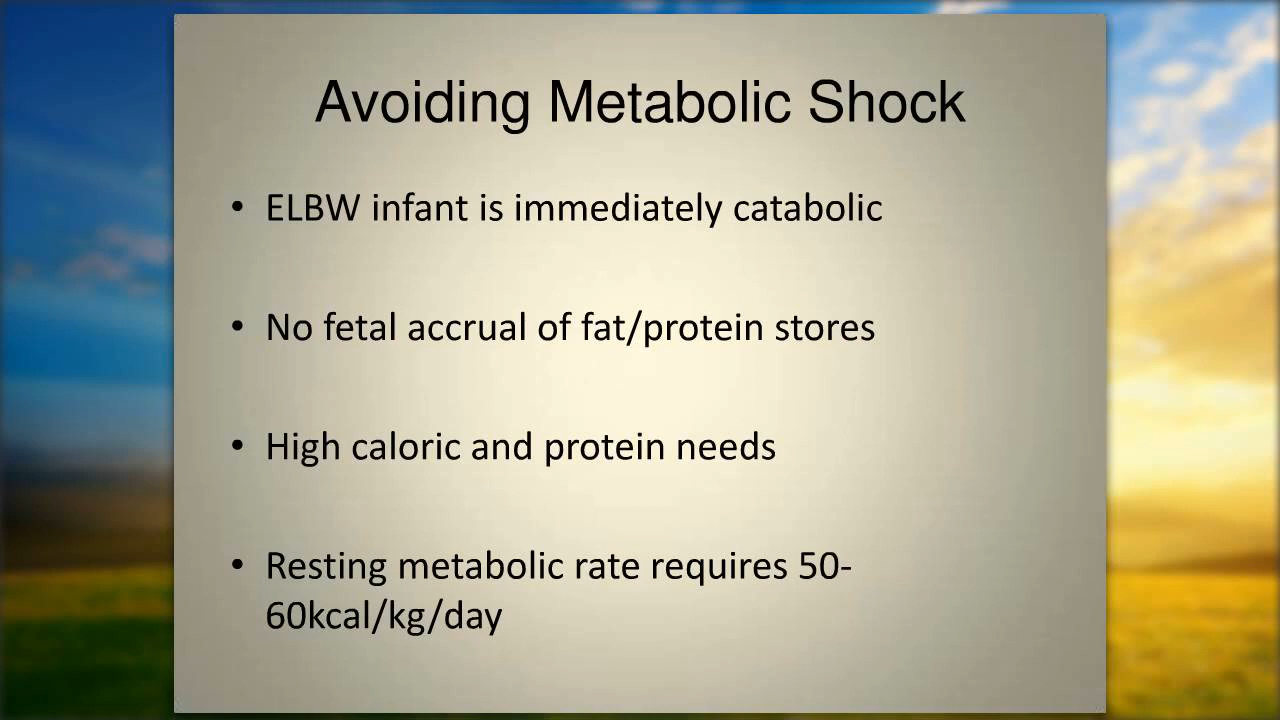 Avoiding Metabolic Shock
• ELBW infant is immediately catabolic
• No fetal accrual of fat/protein stores
• High caloric and protein needs
• Resting metabolic rate requires 50-
60kcal/kg/day